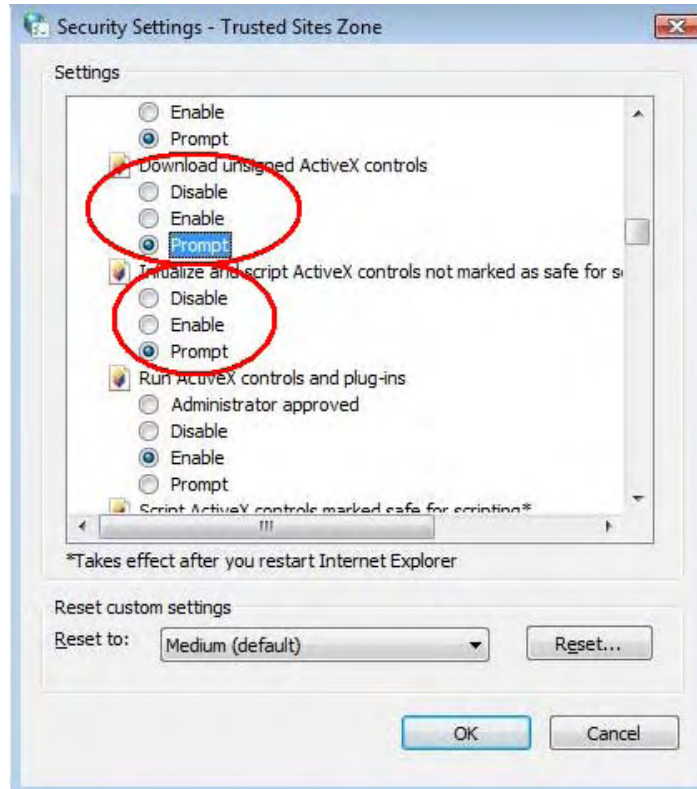 Security Settings - Trusted Sites Zone
Settings
Enable
Prompt
Download unsigned ActiveX controls
Disable
Enable
Prompt
Initialize and script ActiveX controls not marked as safe for s
Disable
Enable
Prompt
Run ActiveX controls and plug-ins
Administrator approved
Disable
Enable
Prompt
Script ActiveX controls marked safe for scripting*
*Takes effect after you restart Internet Explorer
Reset custom settings
Reset to:
Medium (default)
Reset...
OK
Cancel